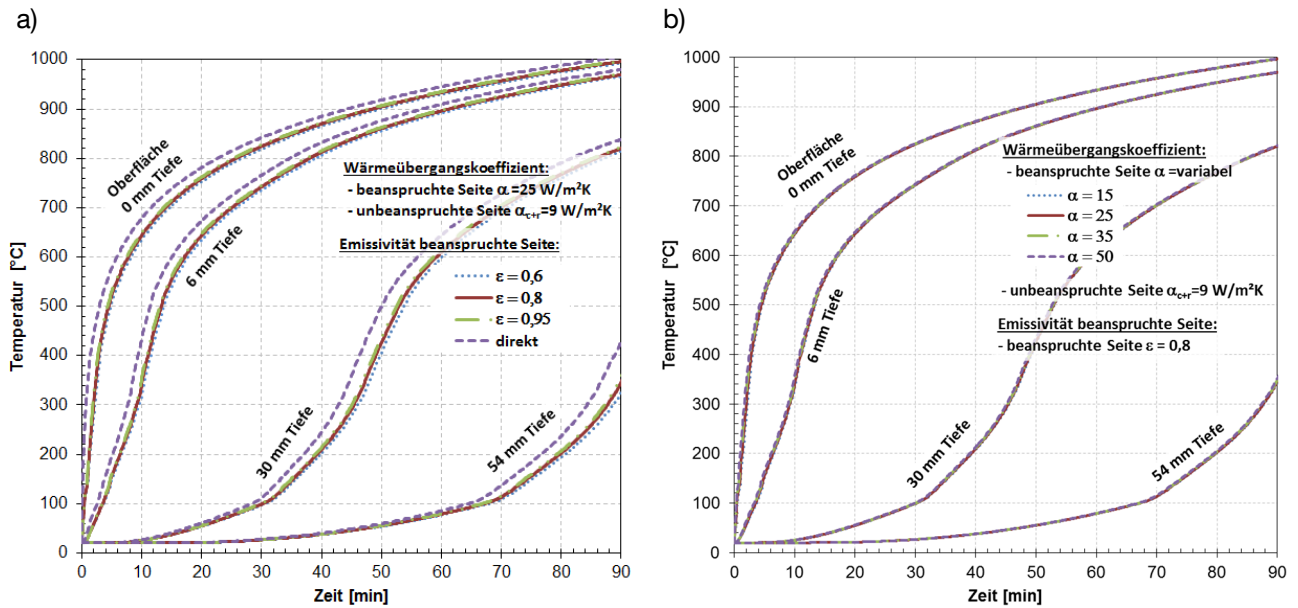 a)
1000
900
800
700
600
500
400
300
200
100
0
Temperatur [°C]
0 10 20 30 40 50 60 70 80 90
Zeit [min]
Oberfläche
0 mm Tiefe
6 mm Tiefe
30 mm Tiefe
54 mm Tiefe
Wärmeübergangskoeffizient:
- beanspruchte Seite α=25 W/m²K
- unbeanspruchte Seite αc+r=9 W/m²K
Emissivität beanspruchte Seite:
ε = 0,6
ε = 0,8
ε = 0,95
direkt
b)
1000
900
800
700
600
500
400
300
200
100
0
Temperatur [°C]
0 10 20 30 40 50 60 70 80 90
Zeit [min]
Oberfläche
0 mm Tiefe
6 mm Tiefe
30 mm Tiefe
54 mm Tiefe
Wärmeübergangskoeffizient:
- beanspruchte Seite α =variabel
α = 15
α = 25
α = 35
α = 50
- unbeanspruchte Seite αc+r=9 W/m²K
Emissivität beanspruchte Seite:
- beanspruchte Seite ε = 0,8